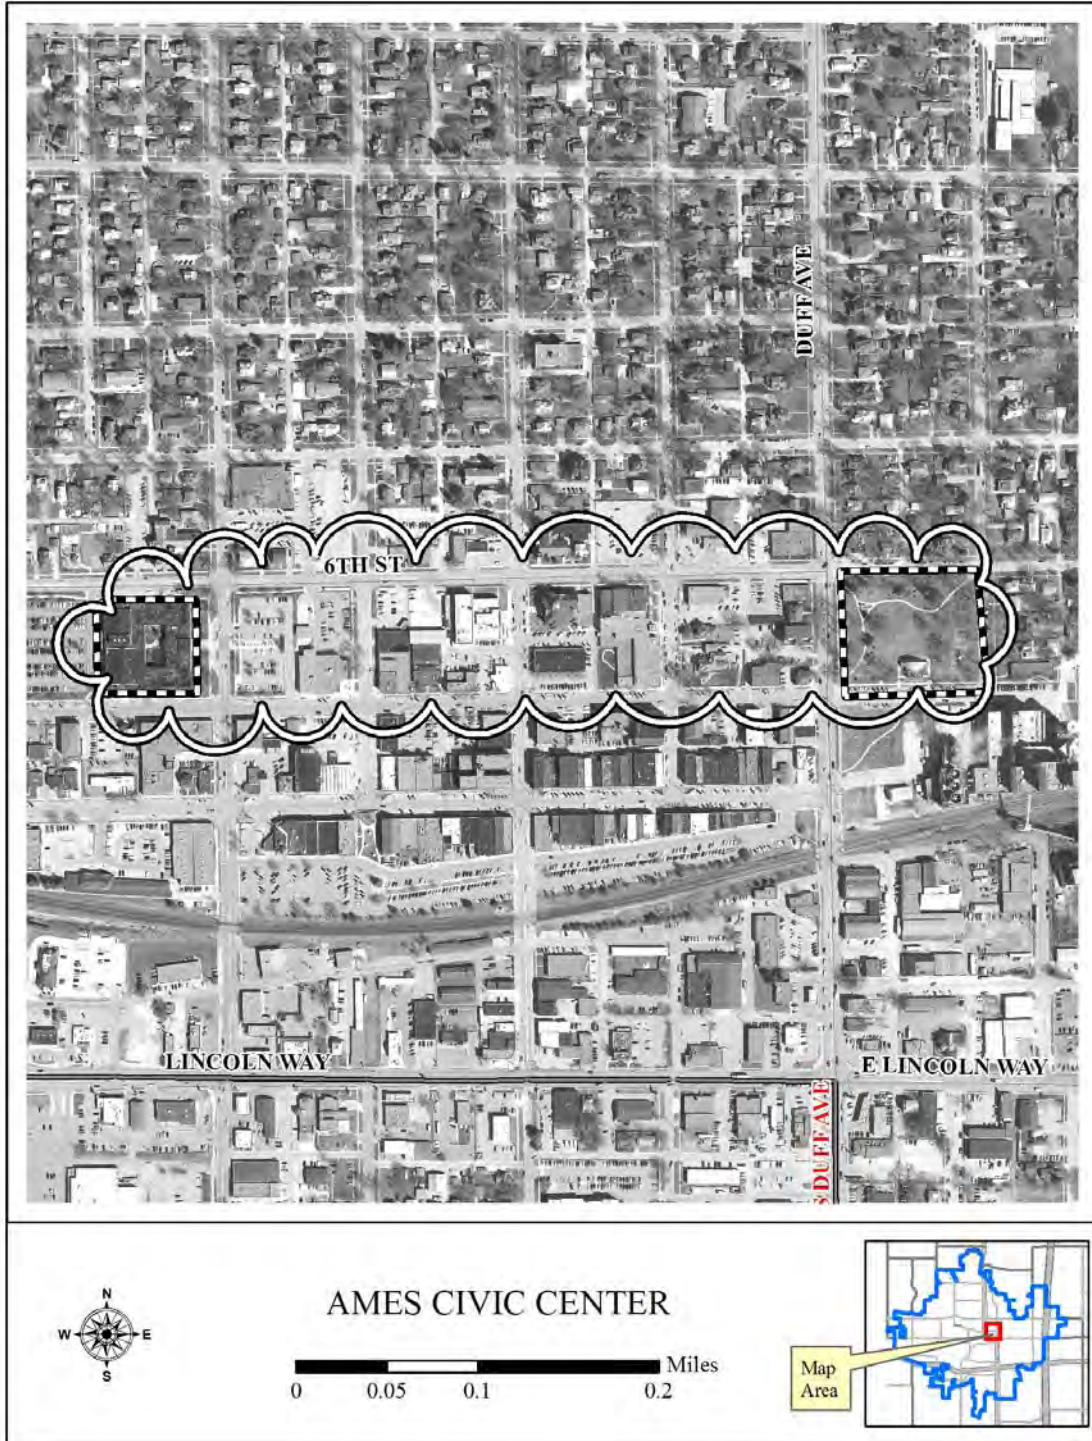 DUFF AVE
6TH ST
LINCOLN WAY
E LINCOLN WAY
S DUFF AVE
N
W
E
S
AMES CIVIC CENTER
Miles
0
0.05
0.1
0.2
Map
Area